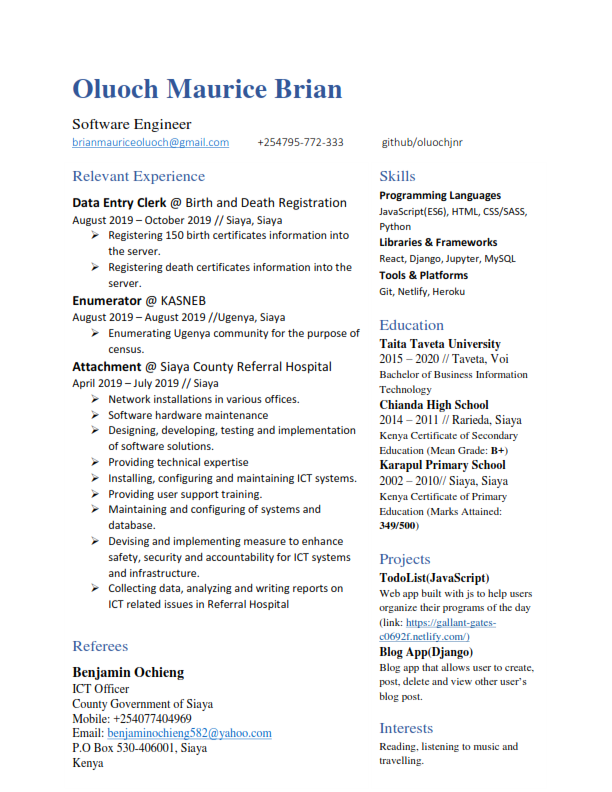 Oluoch Maurice Brian
Software Engineer
brianmauriceoluoch@gmail.com +254795-772-333 github/oluochjnr
Relevant Experience
Data Entry Clerk @ Birth and Death Registration
August 2019 – October 2019 // Siaya, Siaya
➢ Registering 150 birth certificates information into
the server.
➢ Registering death certificates information into the
server.
Enumerator @ KASNEB
August 2019 – August 2019 //Ugenya, Siaya
➢ Enumerating Ugenya community for the purpose of
census.
Attachment @ Siaya County Referral Hospital
April 2019 – July 2019 // Siaya
➢ Network installations in various offices.
➢ Software hardware maintenance
➢ Designing, developing, testing and implementation
of software solutions.
➢ Providing technical expertise
➢ Installing, configuring and maintaining ICT systems.
➢ Providing user support training.
➢ Maintaining and configuring of systems and
database.
➢ Devising and implementing measure to enhance
safety, security and accountability for ICT systems
and infrastructure.
➢ Collecting data, analyzing and writing reports on
ICT related issues in Referral Hospital
Referees
Benjamin Ochieng
ICT Officer
County Government of Siaya
Mobile: +254077404969
Email: benjaminochieng582@yahoo.com
P.O Box 530-406001, Siaya
Kenya
Skills
Programming Languages
JavaScript(ES6), HTML, CSS/SASS,
Python
Libraries & Frameworks
React, Django, Jupyter, MySQL
Tools & Platforms
Git, Netlify, Heroku
Education
Taita Taveta University
2015 – 2020 // Taveta, Voi
Bachelor of Business Information
Technology
Chianda High School
2014 – 2011 // Rarieda, Siaya
Kenya Certificate of Secondary
Education (Mean Grade: B+)
Karapul Primary School
2002 – 2010// Siaya, Siaya
Kenya Certificate of Primary
Education (Marks Attained:
349/500)
Projects
TodoList(JavaScript)
Web app built with js to help users
organize their programs of the day
(link: https://gallant-gates-
c0692f.netlify.com/)
Blog App(Django)
Blog app that allows user to create,
post, delete and view other user's
blog post.
Interests
Reading, listening to music and
travelling.